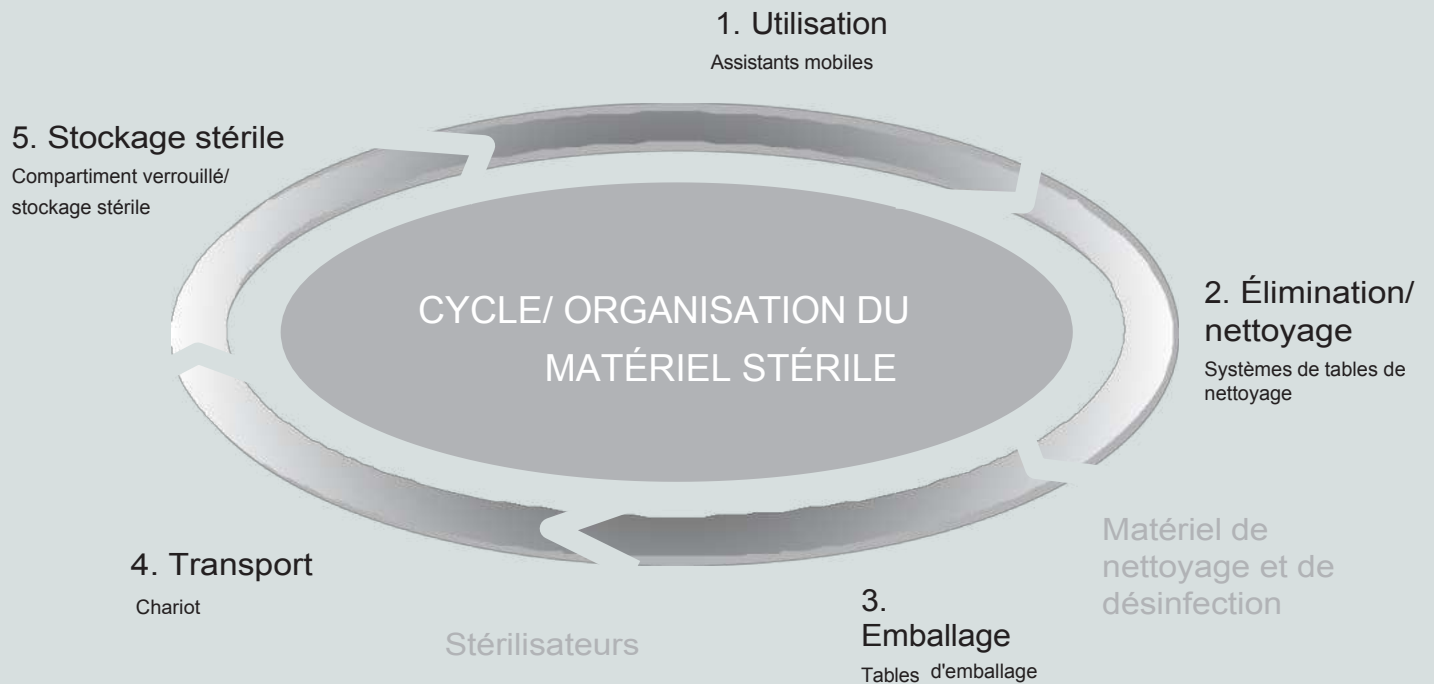 1. Utilisation
Assistants mobiles
5. Stockage stérile
Compartiment verrouillé/
stockage stérile
CYCLE/ ORGANISATION DU
MATÉRIEL STÉRILE
2. Élimination/
nettoyage
Systèmes de tables de
nettoyage
Matériel de
nettoyage et de
désinfection
3.
Emballage
Tables d'emballage
Stérilisateurs
4. Transport
Chariot